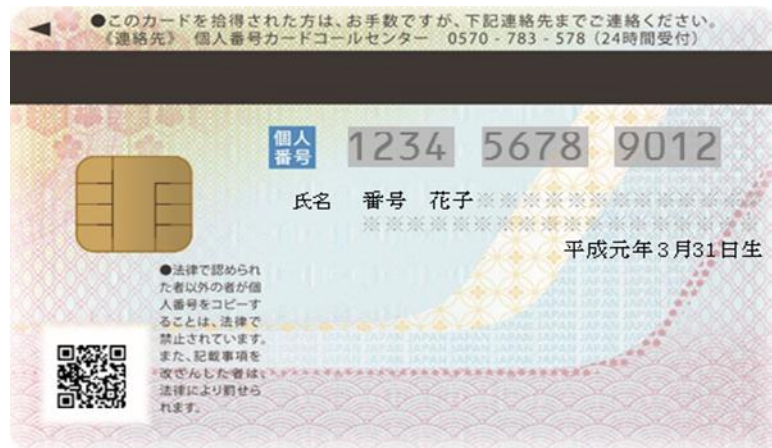 ●このカードを拾得された方は、お手数ですが、下記連絡先までご連絡ください。
《連絡先》 個人番号カードコールセンター 0570-783-578（24時間受付）
個人番号 1234 5678 9012
氏名 番号 花子※※※※※※※※※※※※※
※※※※※※※※※※※※※※※※※※
平成元年3月31日生
●法律で認められ
た者以外の者が個
人番号をコピーす
ることは、法律で
禁止されています。
また、記載事項を
改ざんした者は、
法律により罰せら
れます。